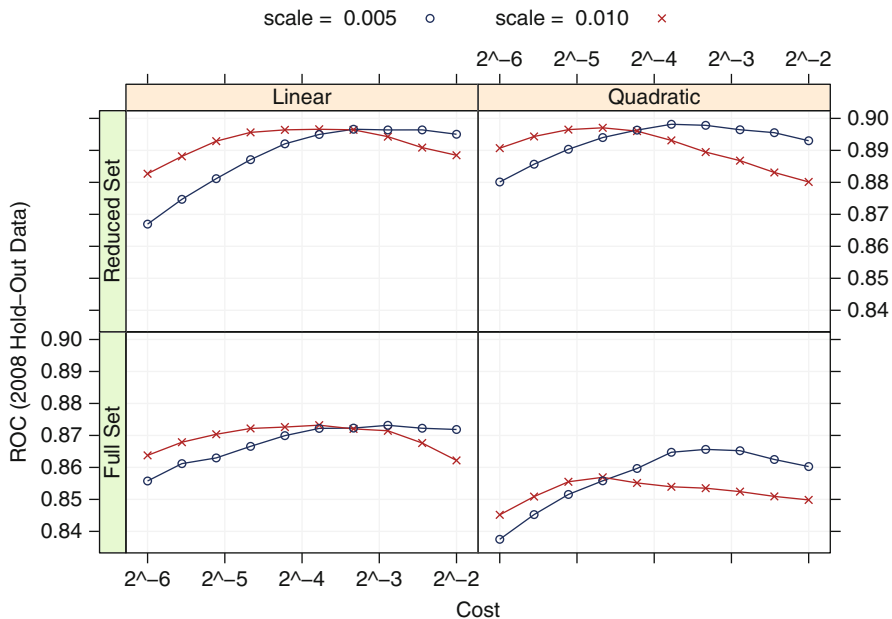 scale = 0.005 scale = 0.010
2^−6 2^−5 2^−4 2^−3 2^−2
Linear Quadratic
Reduced Set
0.90
0.89
0.88
0.87
0.86
0.85
0.84
ROC (2008 Hold−Out Data)
Full Set
0.90
0.89
0.88
0.87
0.86
0.85
0.84
2^−6 2^−5 2^−4 2^−3 2^−2
Cost